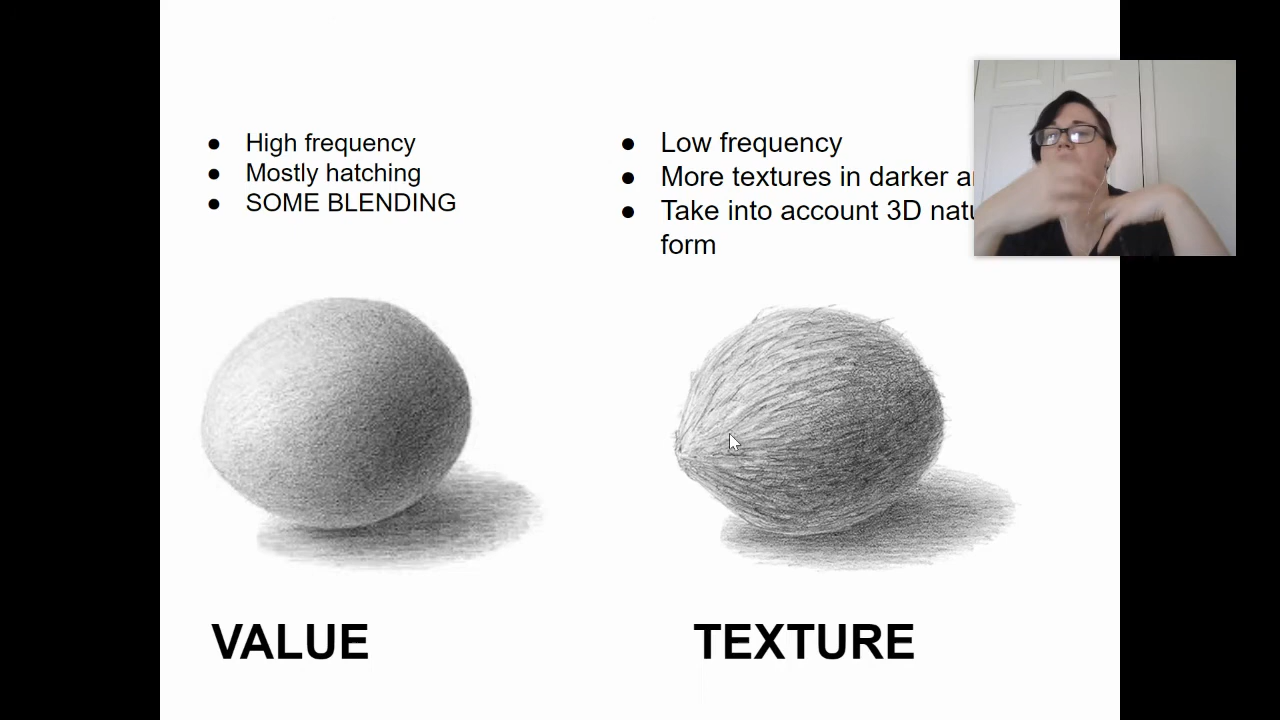 ● High frequency
● Mostly hatching
● SOME BLENDING
● Low frequency
● More textures in darker
● Take into account 3D
form
VALUE
TEXTURE